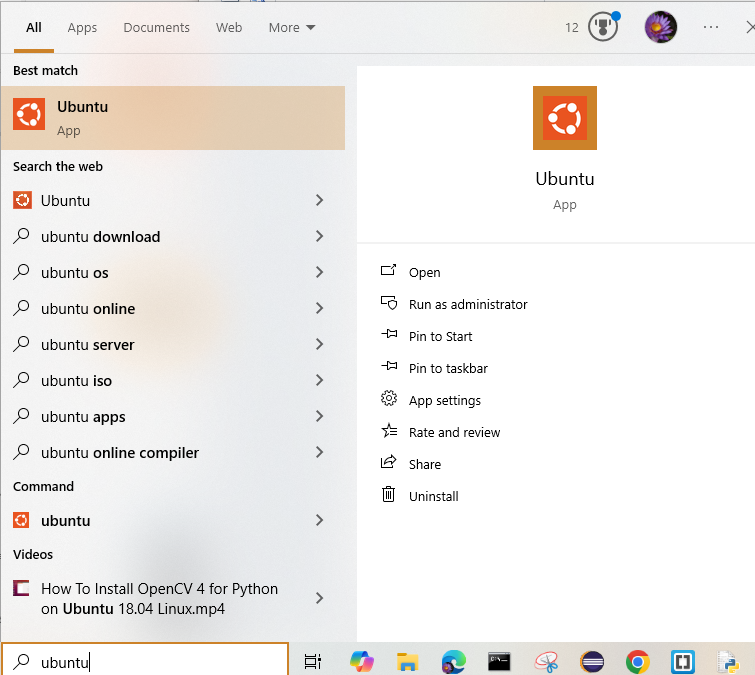 All Apps Documents Web More 12 ...
Best match
Ubuntu
App
Search the web
Ubuntu
ubuntu download
ubuntu os
ubuntu online
ubuntu server
ubuntu iso
ubuntu apps
ubuntu online compiler
Command
ubuntu
Videos
How To Install OpenCV 4 for Python
on Ubuntu 18.04 Linux.mp4
ubuntu
Ubuntu
App
Open
Run as administrator
Pin to Start
Pin to taskbar
App settings
Rate and review
Share
Uninstall